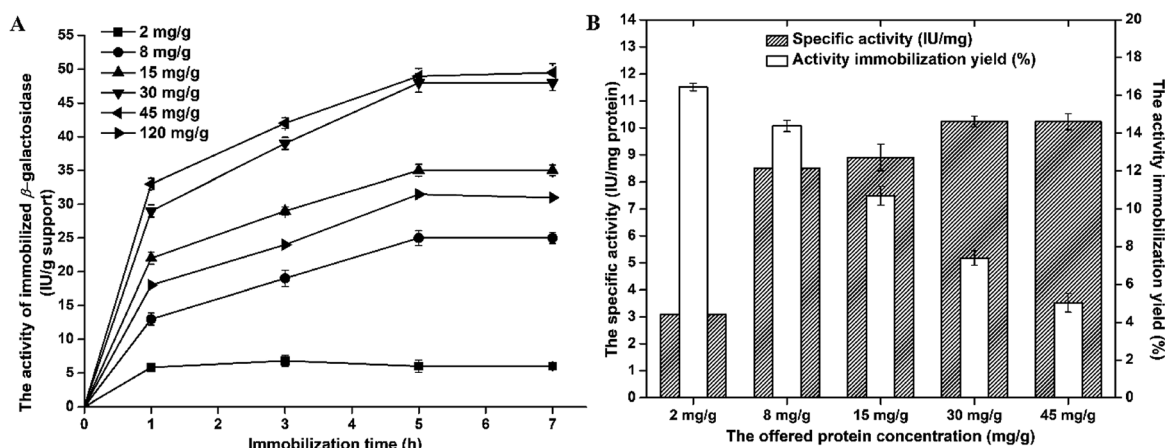 A
The activity of immobilized β-galactosidase
(IU/g support)
55
50
45
40
35
30
25
20
15
10
5
0
2 mg/g
8 mg/g
15 mg/g
30 mg/g
45 mg/g
120 mg/g
0 1 2 3 4 5 6 7
Immobilization time (h)
B
The specific activity (IU/mg protein)
14
13
12
11
10
9
8
7
6
5
4
3
2
1
0
Specific activity (IU/mg)
Activity immobilization yield (%)
20
18
16
14
12
10
8
6
4
2
0
The activity immobilization yield (%)
2 mg/g 8 mg/g 15 mg/g 30 mg/g 45 mg/g
The offered protein concentration (mg/g)